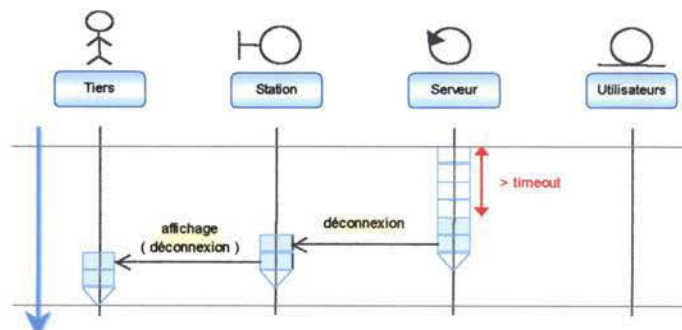 Tiers
Station
Serveur
Utilisateurs
> timeout
déconnexion
affichage
( déconnexion )